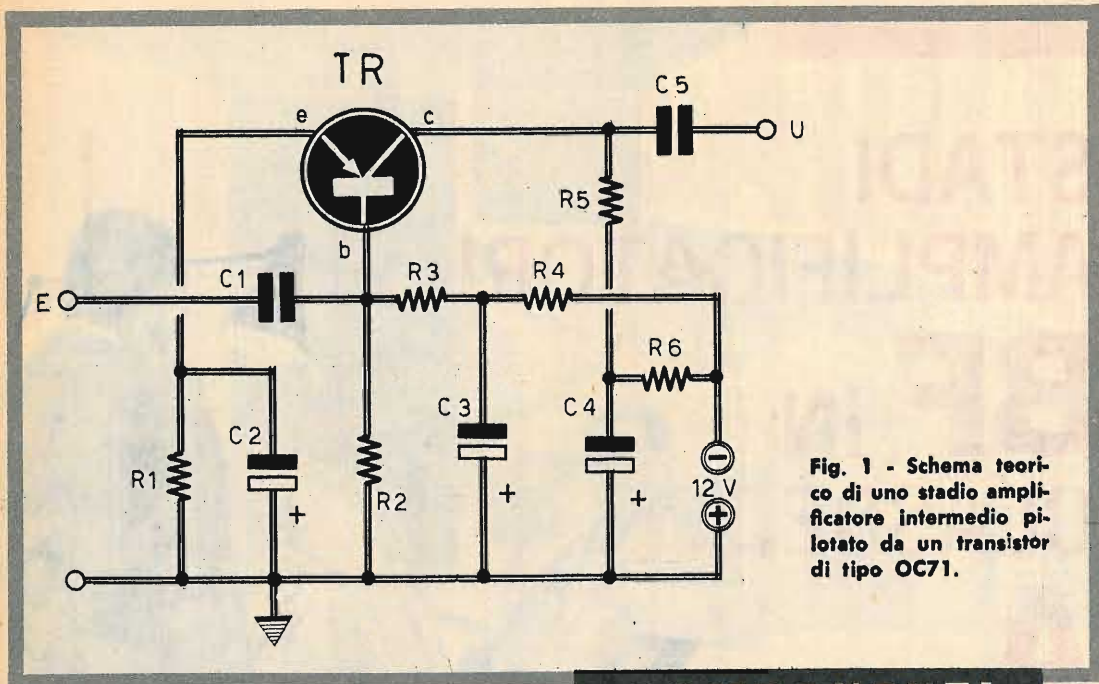 TR
C5
e
c
U
R5
b
C1
R3
R4
E
R6
C2
C3
C4
R1
R2
−
12 V
+
+
+
+
Fig. 1 - Schema teori-
co di uno stadio ampli-
ficatore intermedio pi-
lotato da un transistor
di tipo OC71.